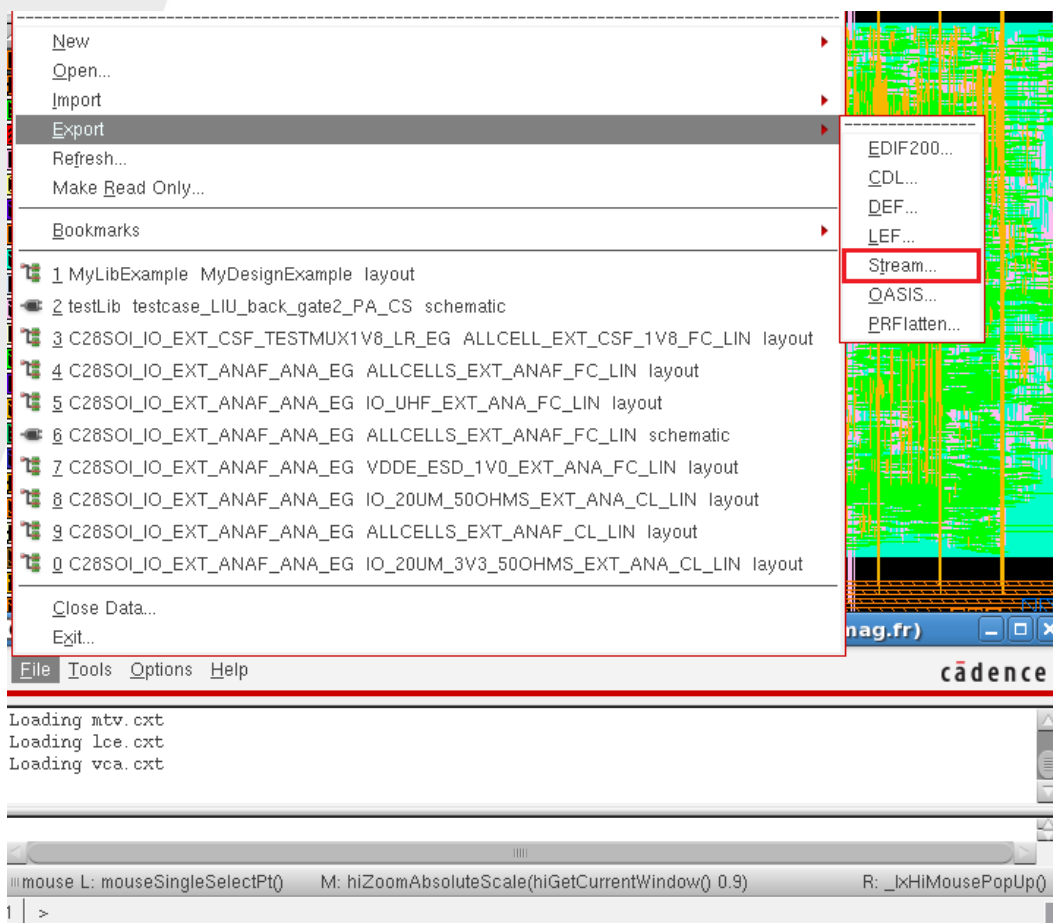 New
Open...
Import
Export
Refresh...
Make Read Only...
Bookmarks
1 MyLibExample MyDesignExample layout
2 testLib testcase_LIU_back_gate2_PA_CS schematic
3 C28SOI_IO_EXT_CSF_TESTMUX1V8_LR_EG ALLCELL_EXT_CSF_1V8_FC_LIN layout
4 C28SOI_IO_EXT_ANAF_ANA_EG ALLCELLS_EXT_ANAF_FC_LIN layout
5 C28SOI_IO_EXT_ANAF_ANA_EG IO_UHF_EXT_ANA_FC_LIN layout
6 C28SOI_IO_EXT_ANAF_ANA_EG ALLCELLS_EXT_ANAF_FC_LIN schematic
7 C28SOI_IO_EXT_ANAF_ANA_EG VDDE_ESD_1V0_EXT_ANA_FC_LIN layout
8 C28SOI_IO_EXT_ANAF_ANA_EG IO_20UM_50OHMS_EXT_ANA_CL_LIN layout
9 C28SOI_IO_EXT_ANAF_ANA_EG ALLCELLS_EXT_ANAF_CL_LIN layout
0 C28SOI_IO_EXT_ANAF_ANA_EG IO_20UM_3V3_50OHMS_EXT_ANA_CL_LIN layout
Close Data...
Exit...
EDIF200...
CDL...
DEF...
LEF...
Stream...
OASIS...
PRFlatten...
mag.fr)
File Tools Options Help
cādence
Loading mtv.cxt
Loading lce.cxt
Loading vca.cxt
mouse L: mouseSingleSelectPt() M: hiZoomAbsoluteScale(hiGetCurrentWindow() 0.9) R: _lxHiMousePopUp()
1 >